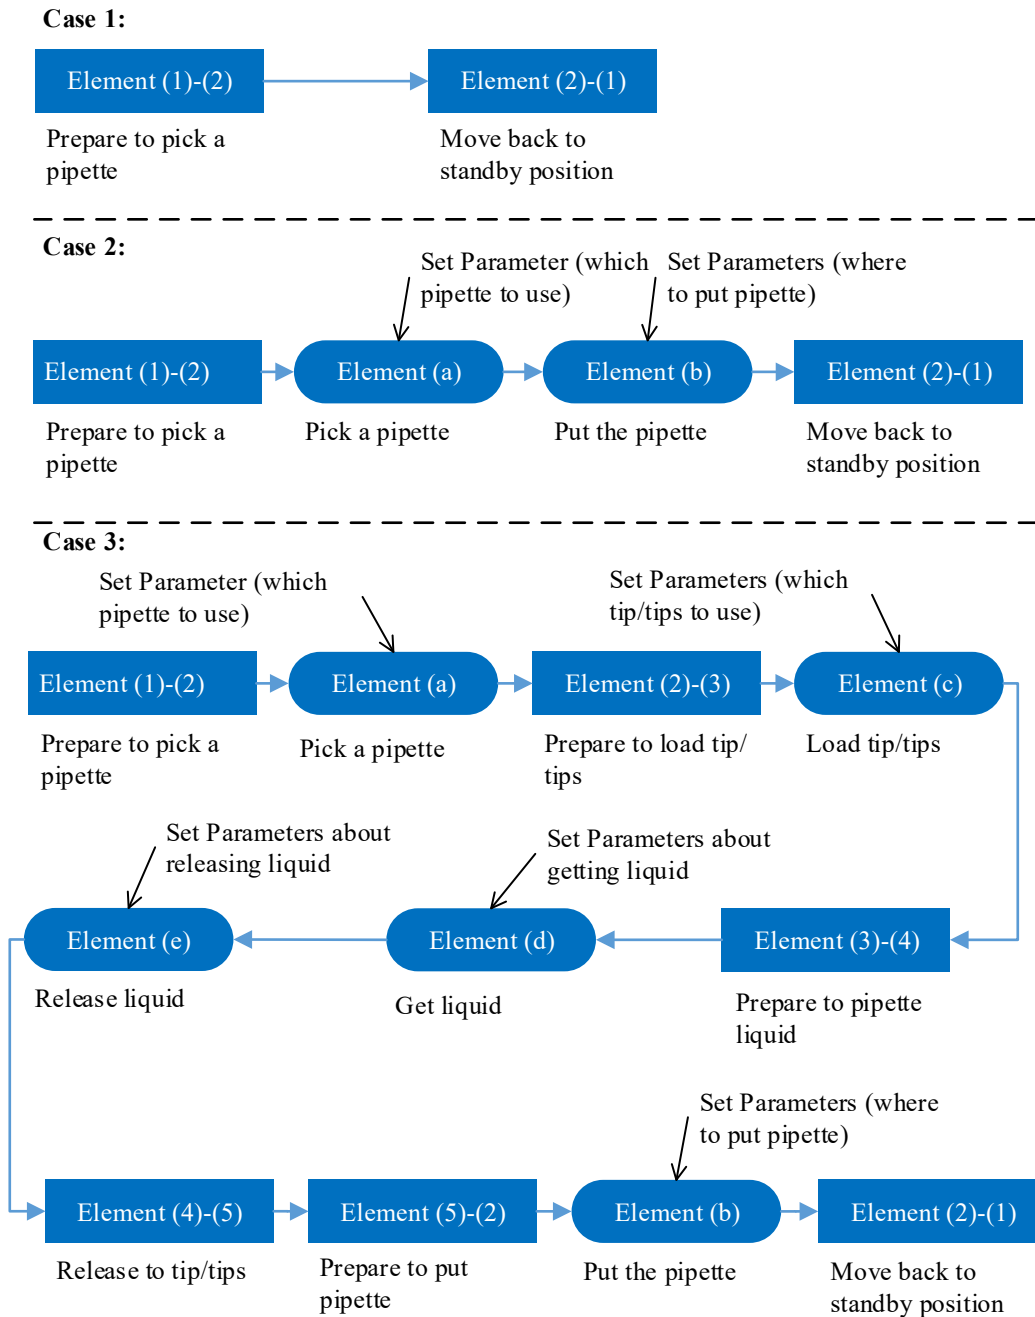 Case 1:
Element (1)-(2)
Element (2)-(1)
Prepare to pick a
pipette
Move back to
standby position
Case 2:
Set Parameter (which
pipette to use)
Set Parameters (where
to put pipette)
Element (1)-(2)
Element (a)
Element (b)
Element (2)-(1)
Prepare to pick a
pipette
Pick a pipette
Put the pipette
Move back to
standby position
Case 3:
Set Parameter (which
pipette to use)
Set Parameters (which
tip/tips to use)
Element (1)-(2)
Element (a)
Element (2)-(3)
Element (c)
Prepare to pick a
pipette
Pick a pipette
Prepare to load tip/
tips
Load tip/tips
Set Parameters about
releasing liquid
Set Parameters about
getting liquid
Element (e)
Element (d)
Element (3)-(4)
Release liquid
Get liquid
Prepare to pipette
liquid
Set Parameters (where
to put pipette)
Element (4)-(5)
Element (5)-(2)
Element (b)
Element (2)-(1)
Release to tip/tips
Prepare to put
pipette
Put the pipette
Move back to
standby position